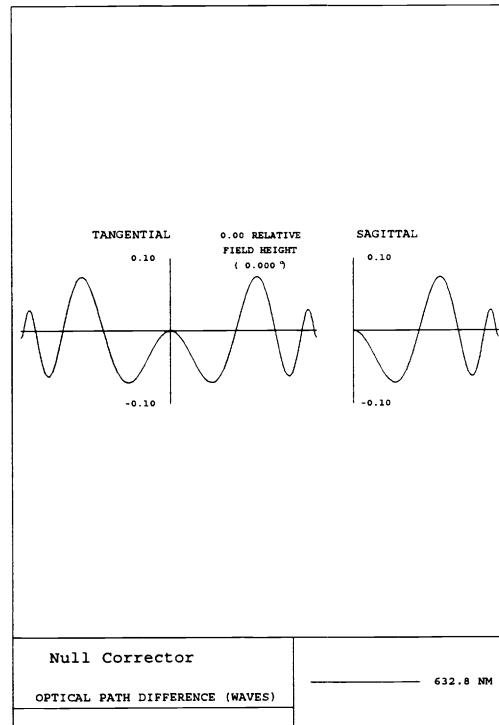 TANGENTIAL
0.00 RELATIVE
FIELD HEIGHT
( 0.000 º)
SAGITTAL
0.10
0.10
-0.10
-0.10
Null Corrector
OPTICAL PATH DIFFERENCE (WAVES)
632.8 NM